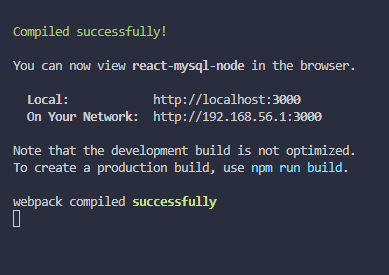 Compiled successfully!
You can now view react-mysql-node in the browser.
Local: http://localhost:3000
On Your Network: http://192.168.56.1:3000
Note that the development build is not optimized.
To create a production build, use npm run build.
webpack compiled successfully